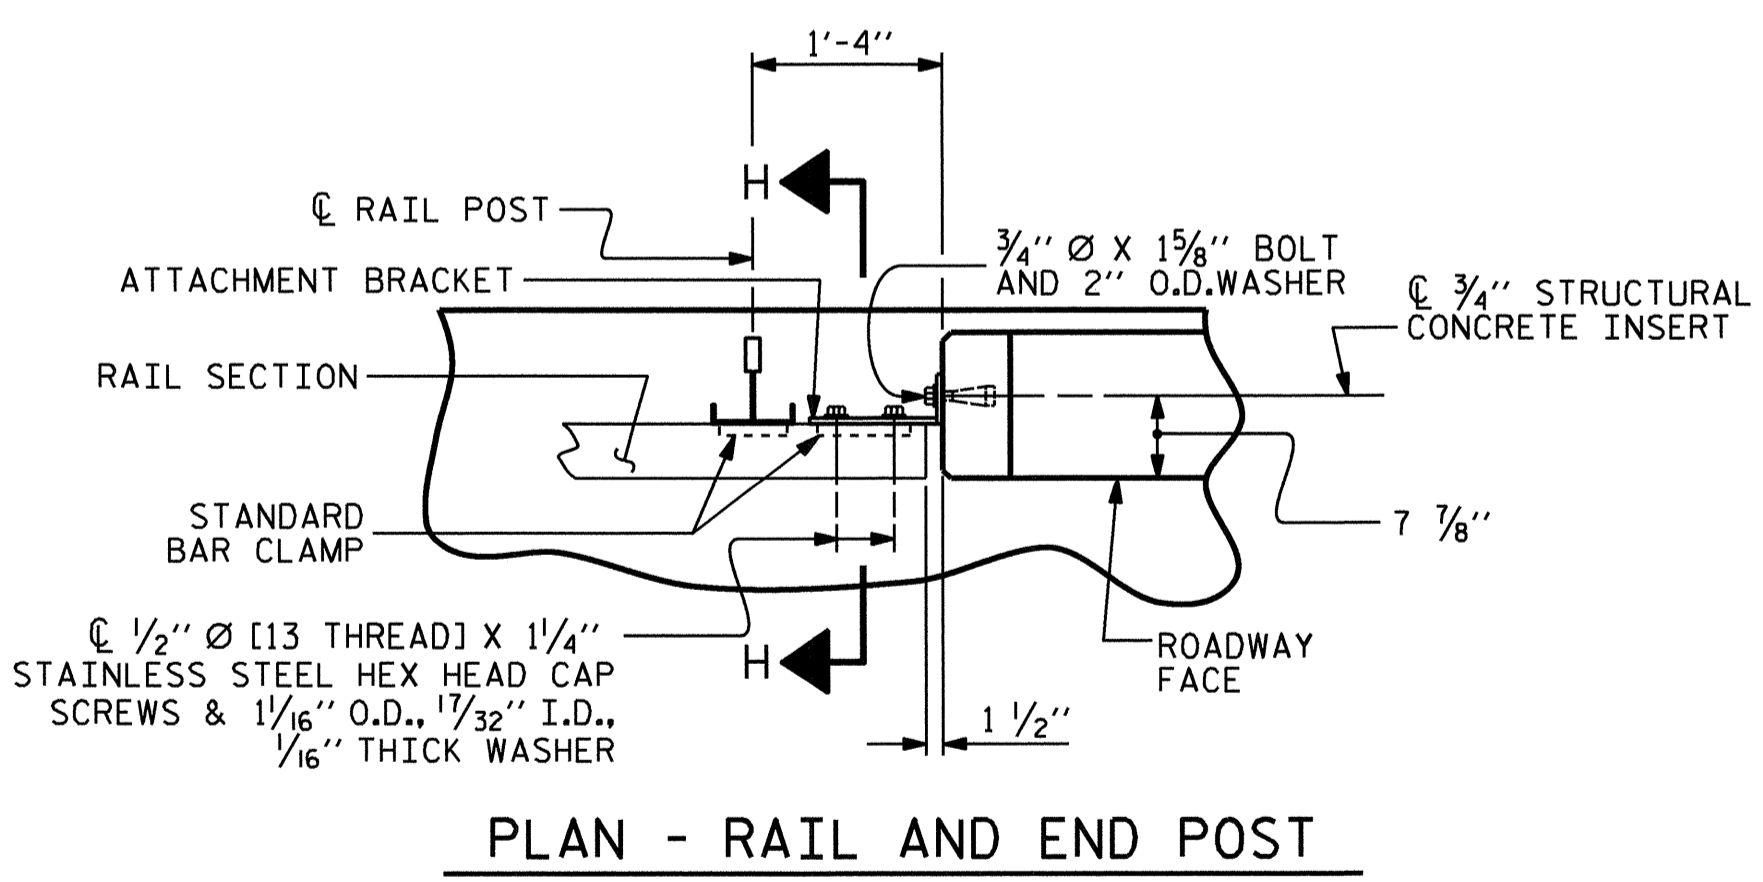 1'-4"
H
℄ RAIL POST
ATTACHMENT BRACKET
3/4" Ø X 1 5/8" BOLT
AND 2" O.D.WASHER
℄ 3/4" STRUCTURAL
CONCRETE INSERT
RAIL SECTION
STANDARD
BAR CLAMP
7 7/8"
℄ 1/2" Ø [13 THREAD] X 1 1/4"
STAINLESS STEEL HEX HEAD CAP
SCREWS & 1 1/16" O.D., 17/32" I.D.,
1/16" THICK WASHER
H
ROADWAY
FACE
1 1/2"
PLAN - RAIL AND END POST